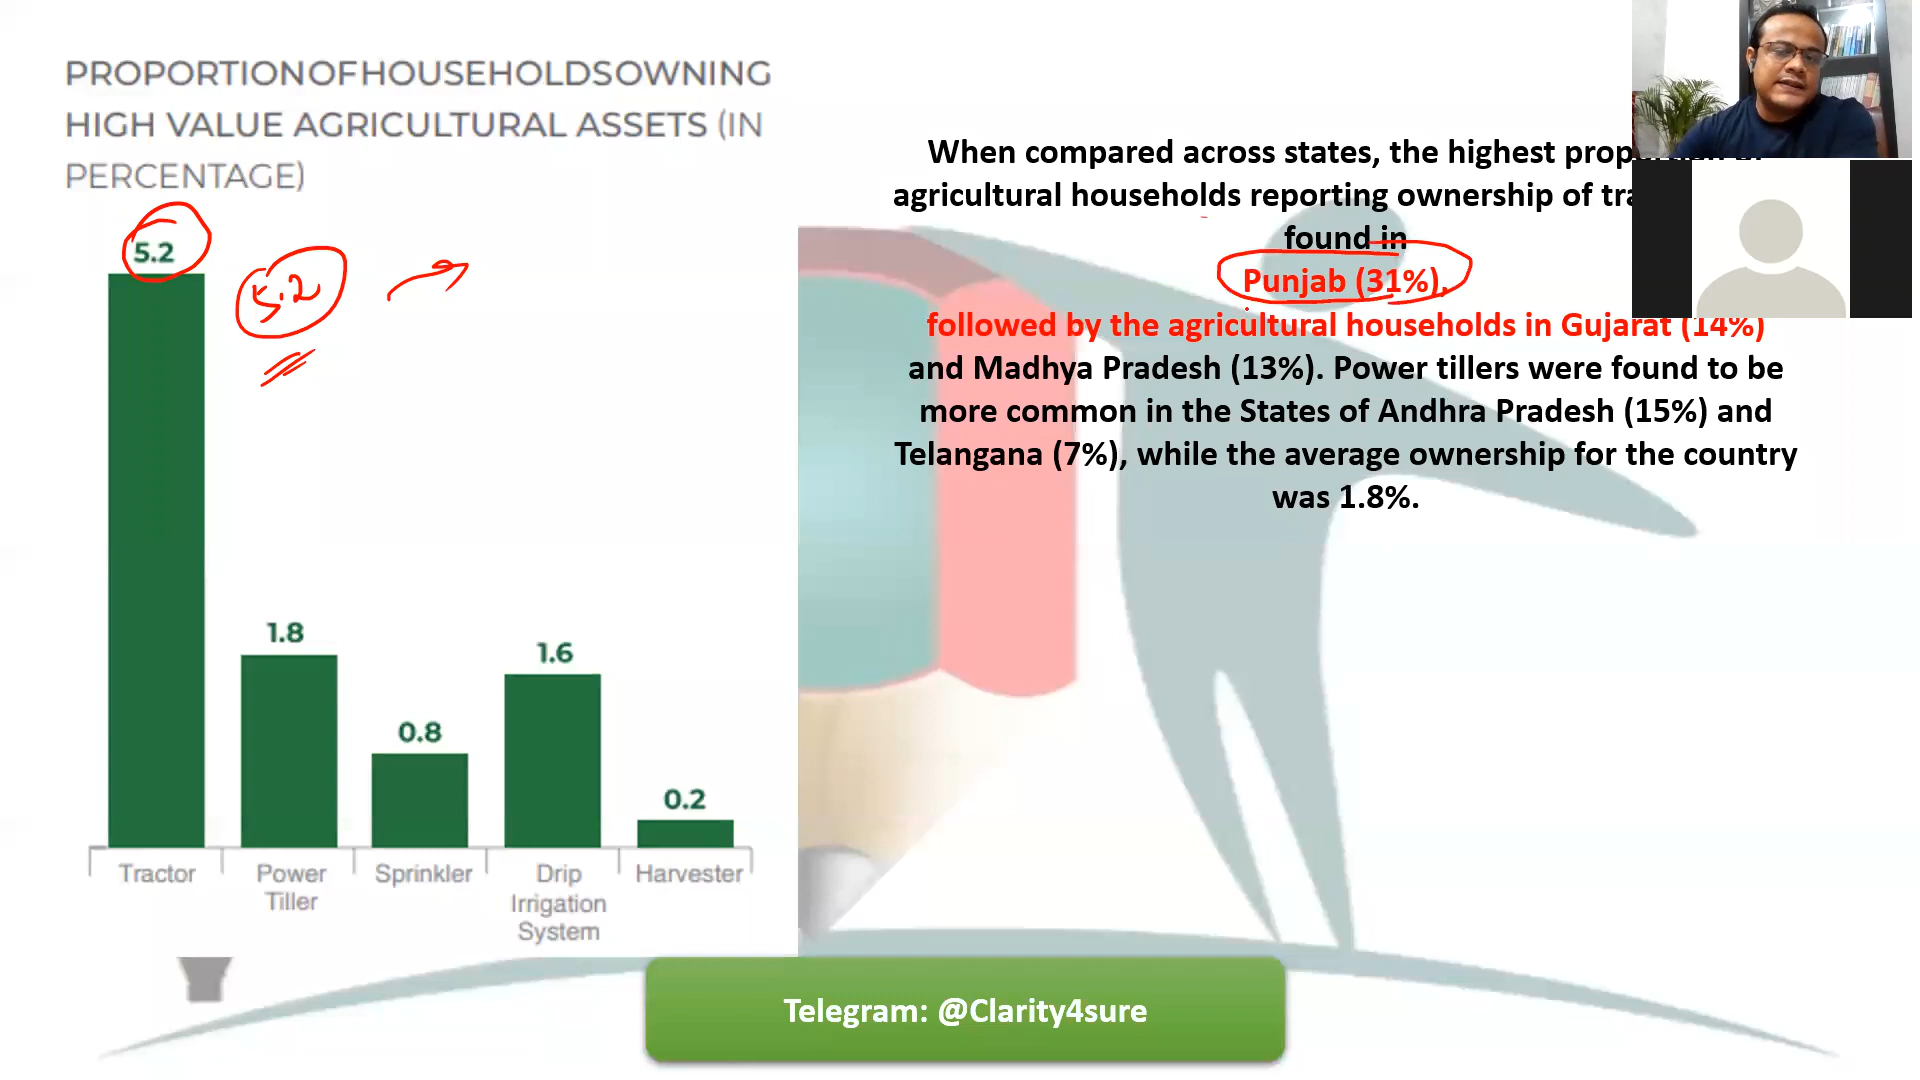 PROPORTION OF HOUSEHOLDS OWNING
HIGH VALUE AGRICULTURAL ASSETS (IN
PERCENTAGE)
5.2
5.2
1.8
0.8
1.6
0.2
Tractor
Power
Tiller
Sprinkler
Drip
Irrigation
System
Harvester
When compared across states, the highest
agricultural households reporting ownership of
found in
Punjab (31%),
followed by the agricultural households in Gujarat (14%)
and Madhya Pradesh (13%). Power tillers were found to be
more common in the States of Andhra Pradesh (15%) and
Telangana (7%), while the average ownership for the country
was 1.8%.
Telegram: @Clarity4sure